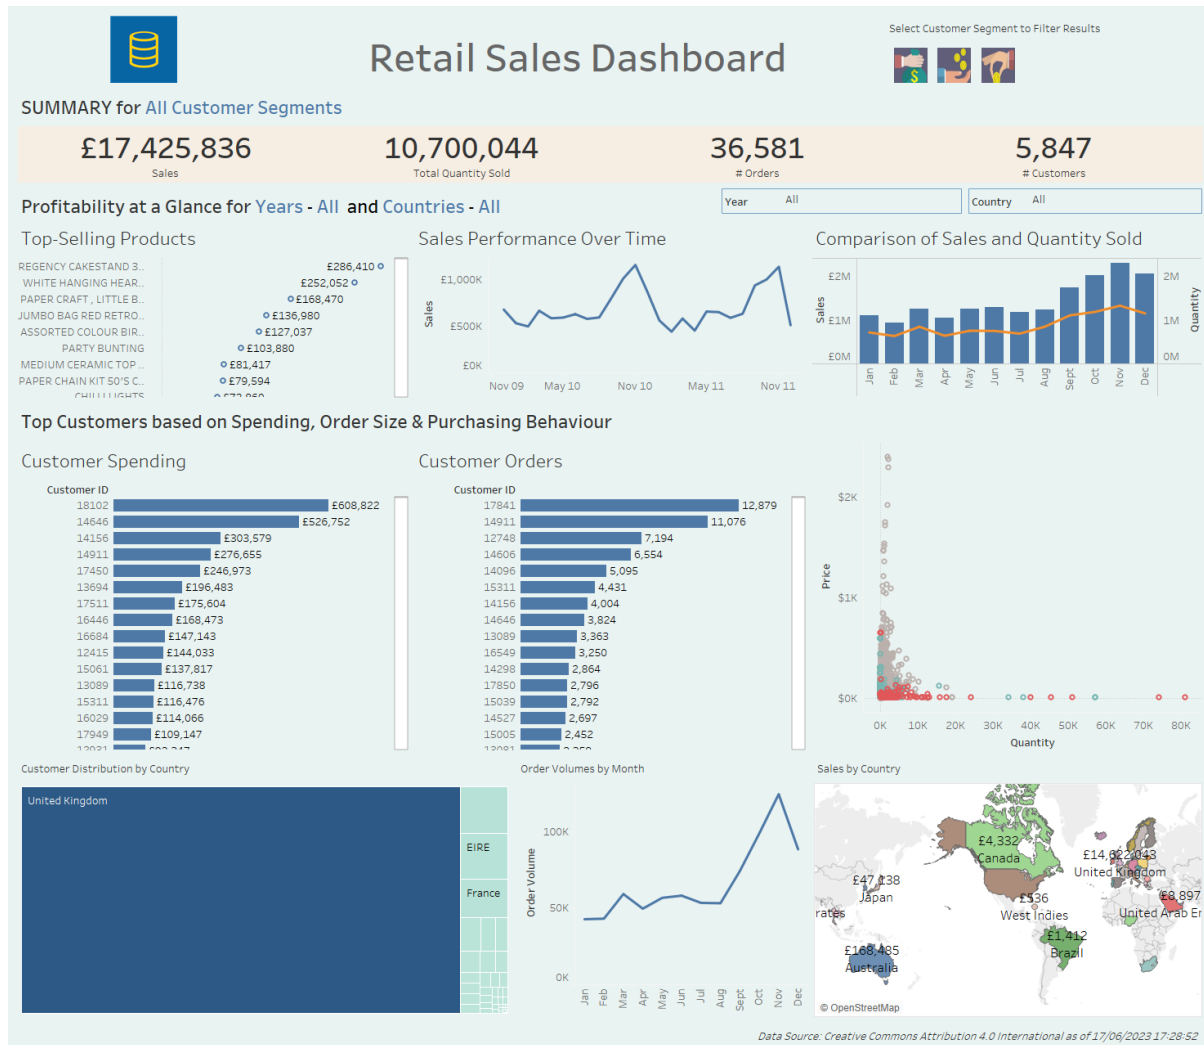 Select Customer Segment to Filter Results
Retail Sales Dashboard
SUMMARY for All Customer Segments
£17,425,836 10,700,044 36,581 5,847
Sales Total Quantity Sold # Orders # Customers
Profitability at a Glance for Years - All and Countries - All
Year All Country All
Top-Selling Products
REGENCY CAKESTAND 3.. £286,410
WHITE HANGING HEAR.. £252,052
PAPER CRAFT , LITTLE B.. £168,470
JUMBO BAG RED RETRO.. £136,980
ASSORTED COLOUR BIR.. £127,037
PARTY BUNTING £103,880
MEDIUM CERAMIC TOP .. £81,417
PAPER CHAIN KIT 50'S C.. £79,594
CHILLI LIGHTS
Sales Performance Over Time
Sales
£1,000K
£500K
£0K
Nov 09 May 10 Nov 10 May 11 Nov 11
Comparison of Sales and Quantity Sold
Sales
£2M
£1M
£0M
2M
1M
0M
Quantity
Jan Feb Mar Apr May Jun Jul Aug Sept Oct Nov Dec
Top Customers based on Spending, Order Size & Purchasing Behaviour
Customer Spending
Customer ID
18102 £608,822
14646 £526,752
14156 £303,579
14911 £276,655
17450 £246,973
13694 £196,483
17511 £175,604
16446 £168,473
16684 £147,143
12415 £144,033
15061 £137,817
13089 £116,738
15311 £116,476
16029 £114,066
17949 £109,147
Customer Orders
Customer ID
17841 12,879
14911 11,076
12748 7,194
14606 6,554
14096 5,095
15311 4,431
14156 4,004
14646 3,824
13089 3,363
16549 3,250
14298 2,864
17850 2,796
15039 2,792
14527 2,697
15005 2,452
Price
$2K
$1K
$0K
0K 10K 20K 30K 40K 50K 60K 70K 80K
Quantity
Customer Distribution by Country
United Kingdom
EIRE
France
Order Volumes by Month
Order Volume
100K
50K
0K
Jan Feb Mar Apr May Jun Jul Aug Sept Oct Nov Dec
Sales by Country
£4,332
Canada
£14,622,043
United Kingdom
£47,138
Japan
£536
West Indies
£8,897
United Arab Er
rates
£1,412
Brazil
£168,485
Australia
© OpenStreetMap
Data Source: Creative Commons Attribution 4.0 International as of 17/06/2023 17:28:52